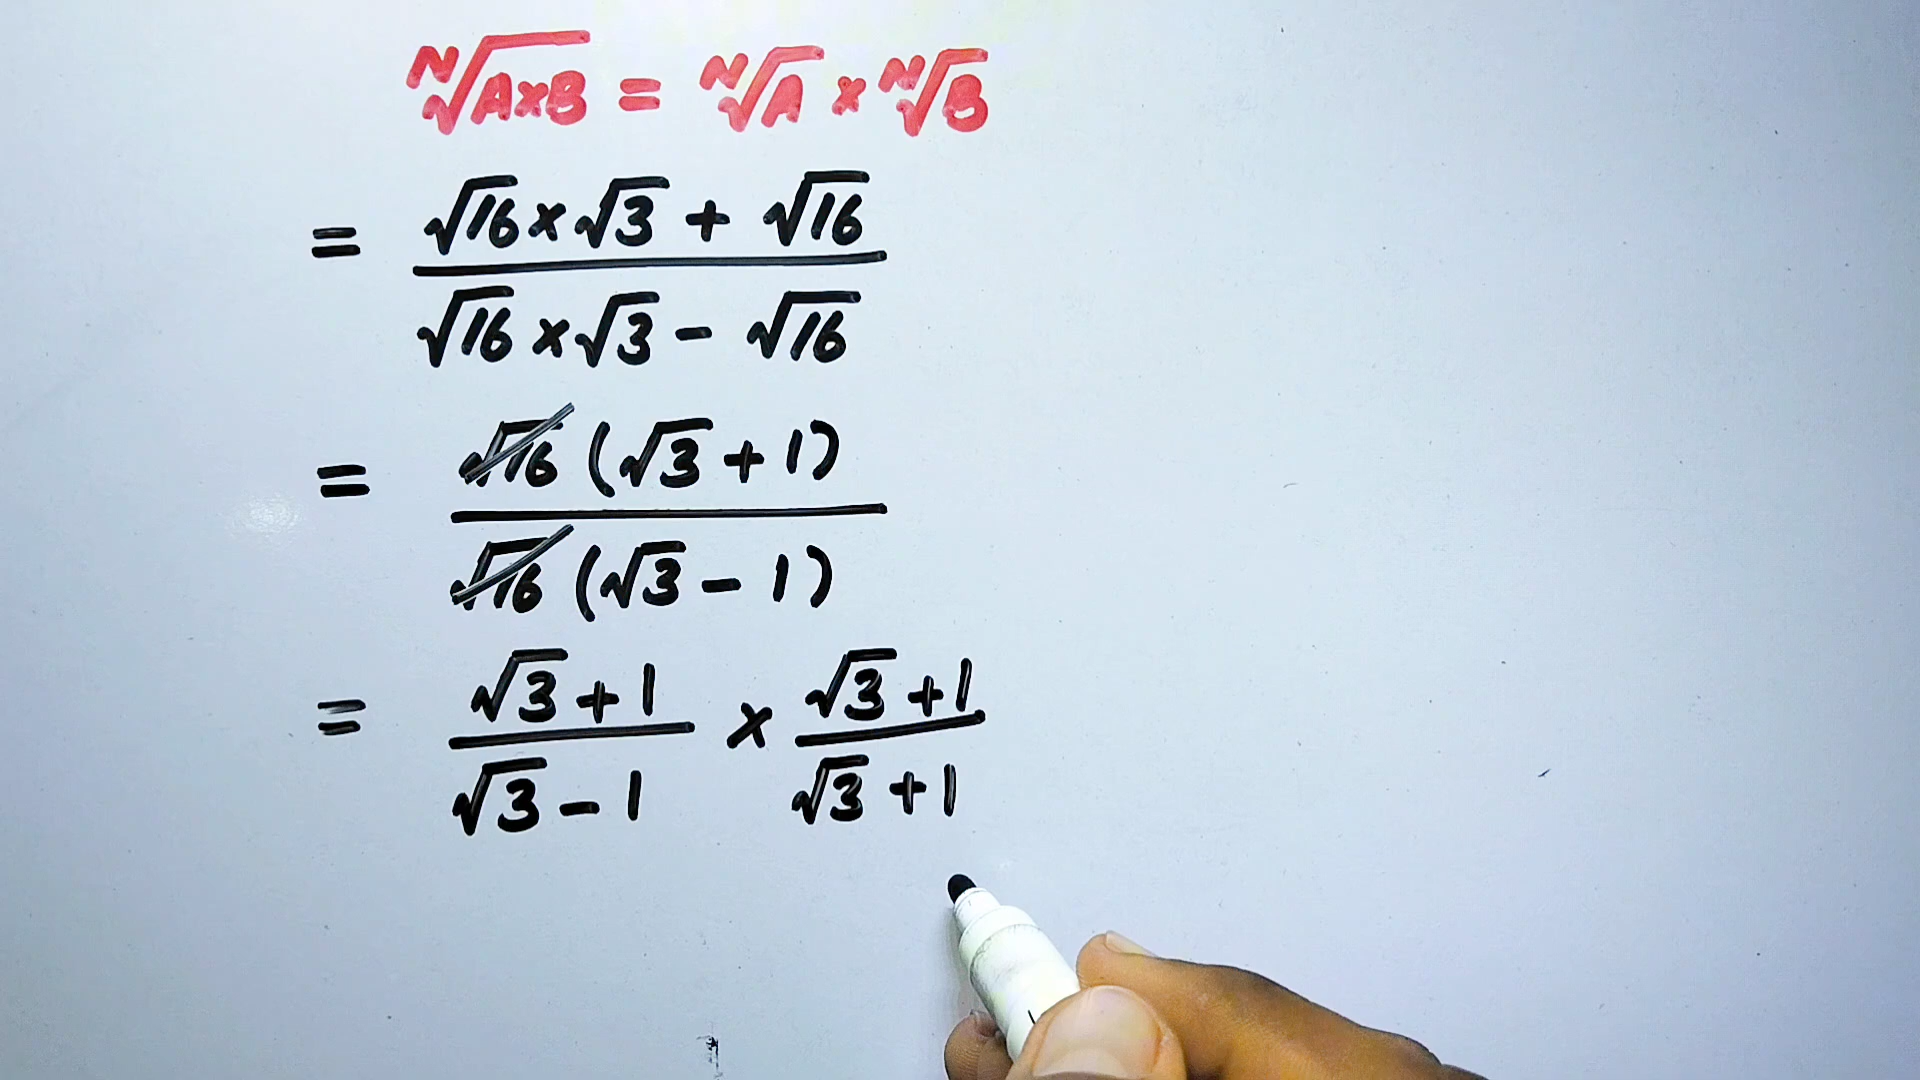 ᴺ√A×B = ᴺ√A × ᴺ√B
= (√16 × √3 + √16) / (√16 × √3 - √16)
= √16 (√3 + 1) / √16 (√3 - 1)
= (√3 + 1) / (√3 - 1) × (√3 + 1) / (√3 + 1)